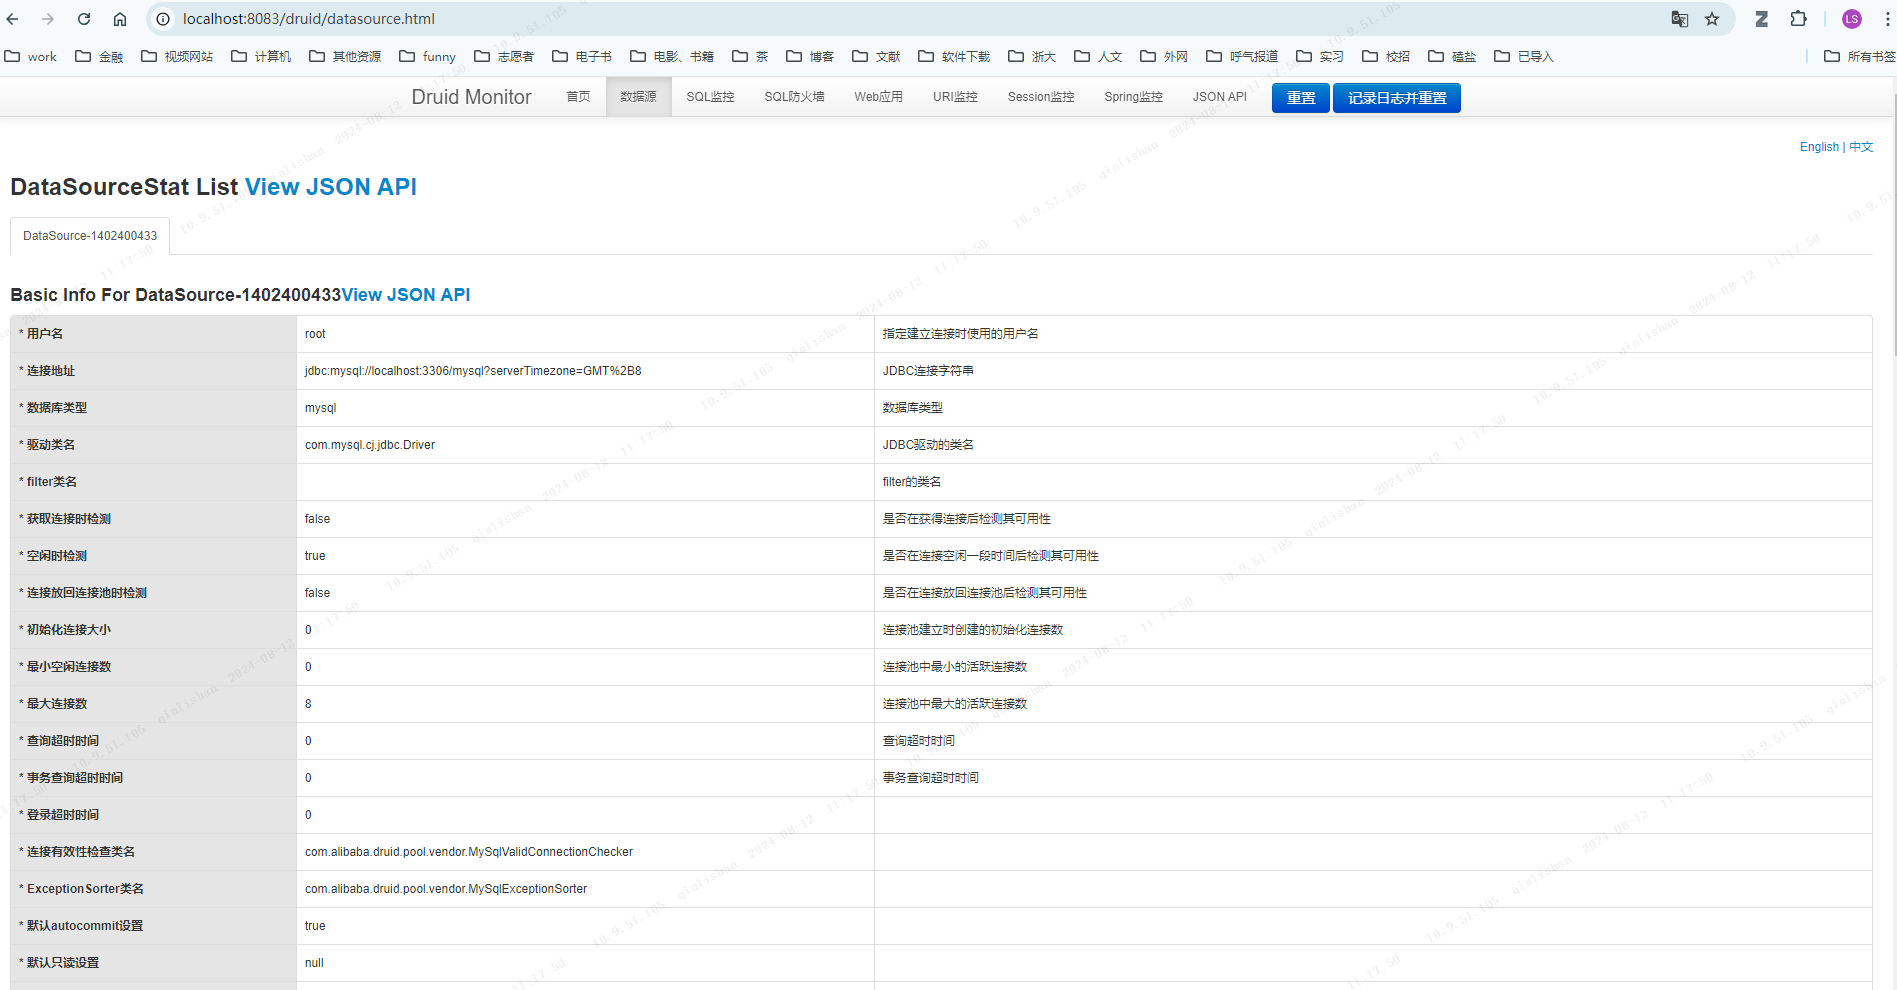 localhost:8083/druid/datasource.html
LS
work 金融 视频网站 计算机 其他资源 funny 志愿者 电子书 电影、书籍 茶 博客 文献 软件下载 浙大 人文 外网 呼气报道 实习 校招 磕盐 已导入 所有书签
Druid Monitor 首页 数据源 SQL监控 SQL防火墙 Web应用 URI监控 Session监控 Spring监控 JSON API 重置 记录日志并重置
English | 中文
DataSourceStat List View JSON API
DataSource-1402400433
Basic Info For DataSource-1402400433View JSON API
* 用户名 root 指定建立连接时使用的用户名
* 连接地址 jdbc:mysql://localhost:3306/mysql?serverTimezone=GMT%2B8 JDBC连接字符串
* 数据库类型 mysql 数据库类型
* 驱动类名 com.mysql.cj.jdbc.Driver JDBC驱动的类名
* filter类名 filter的类名
* 获取连接时检测 false 是否在获得连接后检测其可用性
* 空闲时检测 true 是否在连接空闲一段时间后检测其可用性
* 连接放回连接池时检测 false 是否在连接放回连接池后检测其可用性
* 初始化连接大小 0 连接池建立时创建的初始化连接数
* 最小空闲连接数 0 连接池中最小的活跃连接数
* 最大连接数 8 连接池中最大的活跃连接数
* 查询超时时间 0 查询超时时间
* 事务查询超时时间 0 事务查询超时时间
* 登录超时时间 0
* 连接有效性检查类名 com.alibaba.druid.pool.vendor.MySqlValidConnectionChecker
* ExceptionSorter类名 com.alibaba.druid.pool.vendor.MySqlExceptionSorter
* 默认autocommit设置 true
* 默认只读设置 null
10.9.51.105 qinlishan 2024-08-12 11:17:50